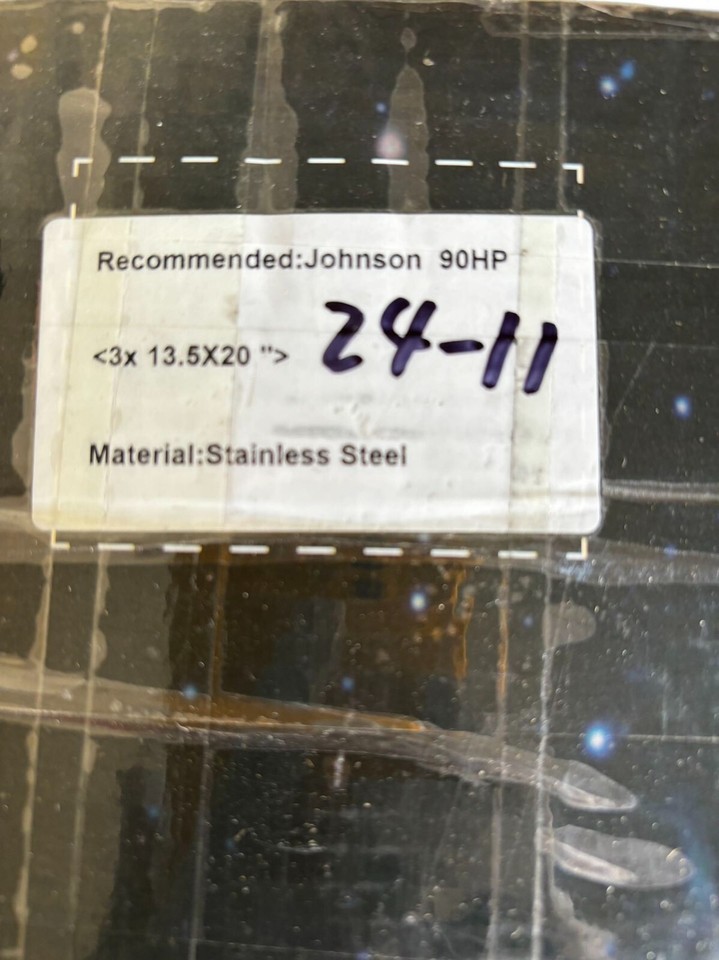 Recommended:Johnson 90HP
<3x 13.5X20 "> 24-11
Material:Stainless Steel